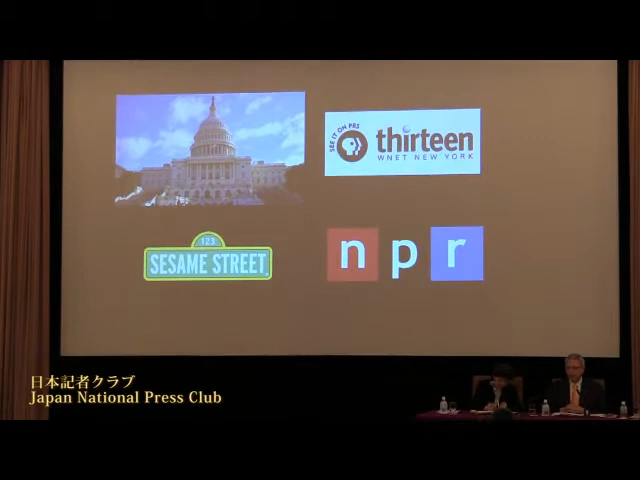 SEE IT ON PBS
thirteen
WNET NEW YORK
123
SESAME STREET
npr
日本記者クラブ
Japan National Press Club